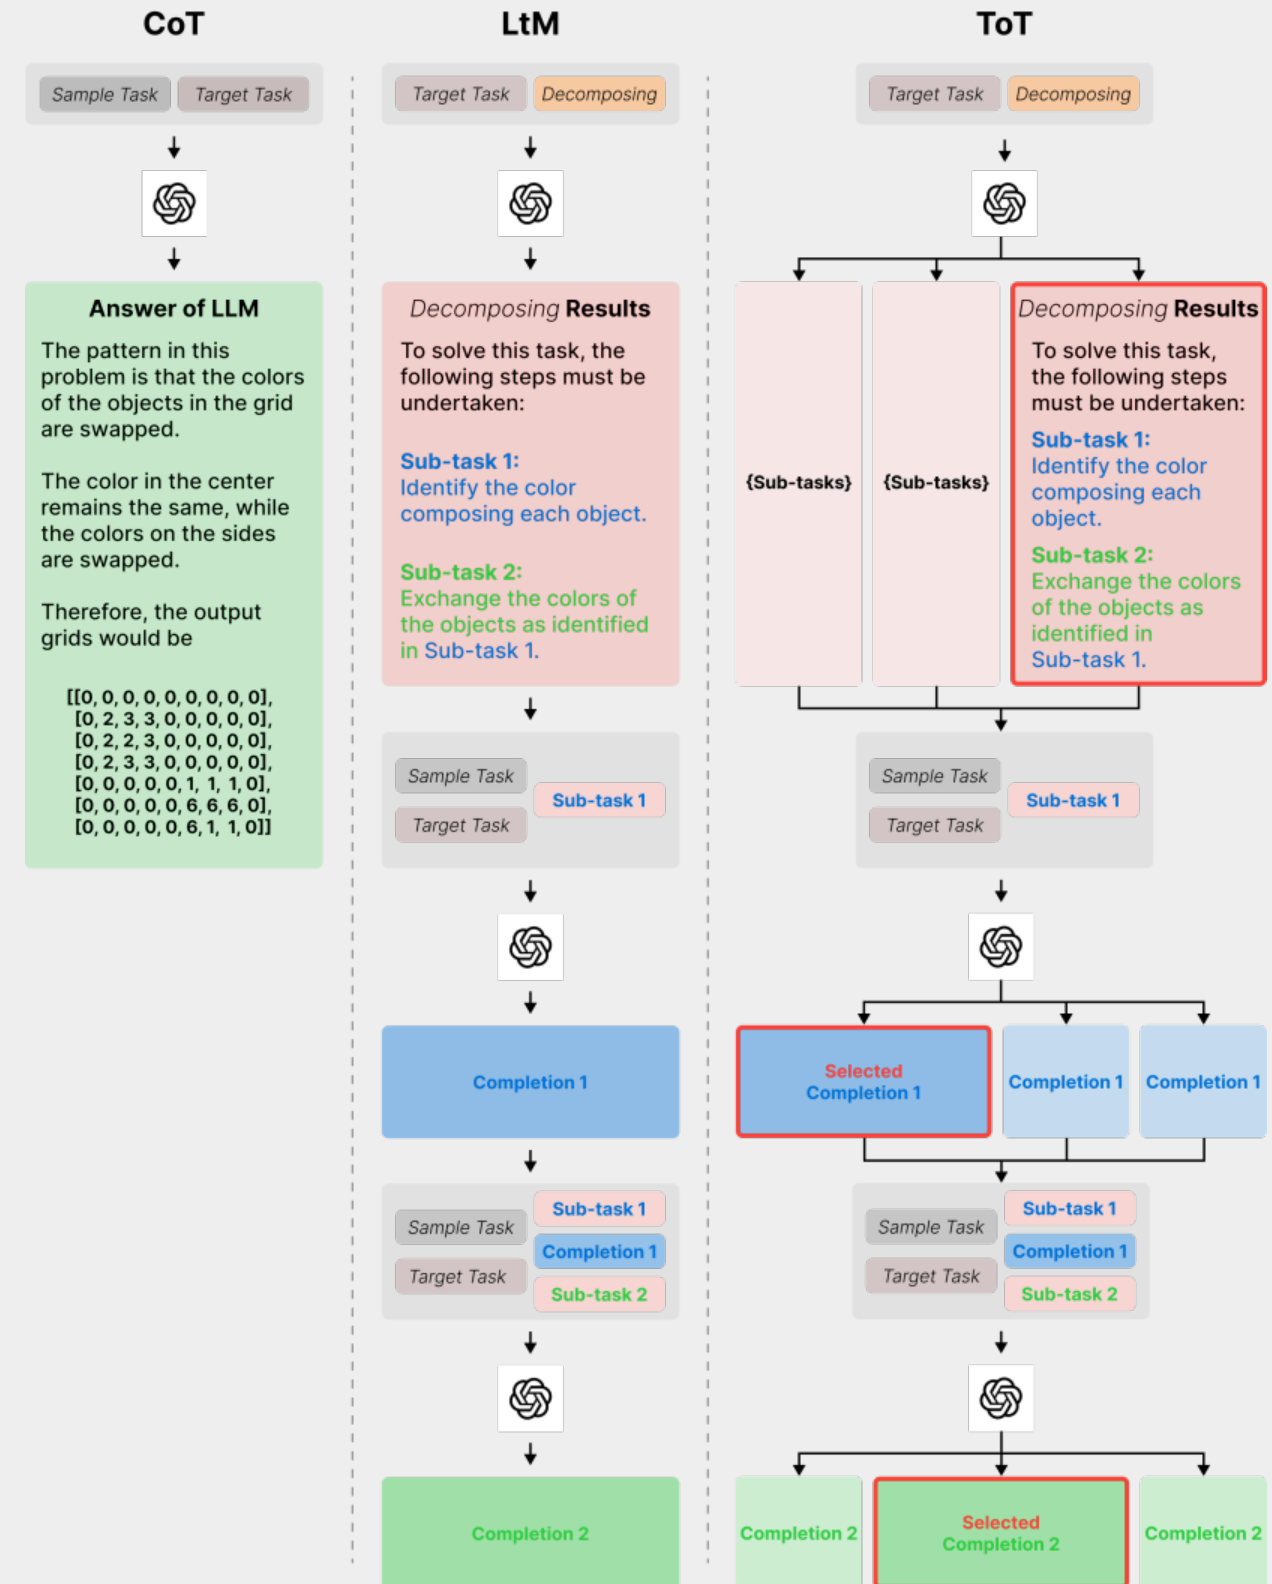 CoT
Sample Task
Target Task
Answer of LLM
The pattern in this
problem is that the colors
of the objects in the grid
are swapped.
The color in the center
remains the same, while
the colors on the sides
are swapped.
Therefore, the output
grids would be
[[0, 0, 0, 0, 0, 0, 0, 0, 0],
[0, 2, 3, 3, 0, 0, 0, 0, 0],
[0, 2, 2, 3, 0, 0, 0, 0, 0],
[0, 2, 3, 3, 0, 0, 0, 0, 0],
[0, 0, 0, 0, 0, 1, 1, 1, 0],
[0, 0, 0, 0, 0, 6, 6, 6, 0],
[0, 0, 0, 0, 0, 6, 1, 1, 0]]
LtM
Target Task
Decomposing
Decomposing Results
To solve this task, the
following steps must be
undertaken:
Sub-task 1:
Identify the color
composing each object.
Sub-task 2:
Exchange the colors of
the objects as identified
in Sub-task 1.
Sample Task
Target Task
Sub-task 1
Completion 1
Sample Task
Target Task
Sub-task 1
Completion 1
Sub-task 2
Completion 2
ToT
Target Task
Decomposing
{Sub-tasks}
{Sub-tasks}
Decomposing Results
To solve this task,
the following steps
must be undertaken:
Sub-task 1:
Identify the color
composing each
object.
Sub-task 2:
Exchange the colors
of the objects as
identified in
Sub-task 1.
Sample Task
Target Task
Sub-task 1
Selected
Completion 1
Completion 1
Completion 1
Sample Task
Target Task
Sub-task 1
Completion 1
Sub-task 2
Completion 2
Selected
Completion 2
Completion 2